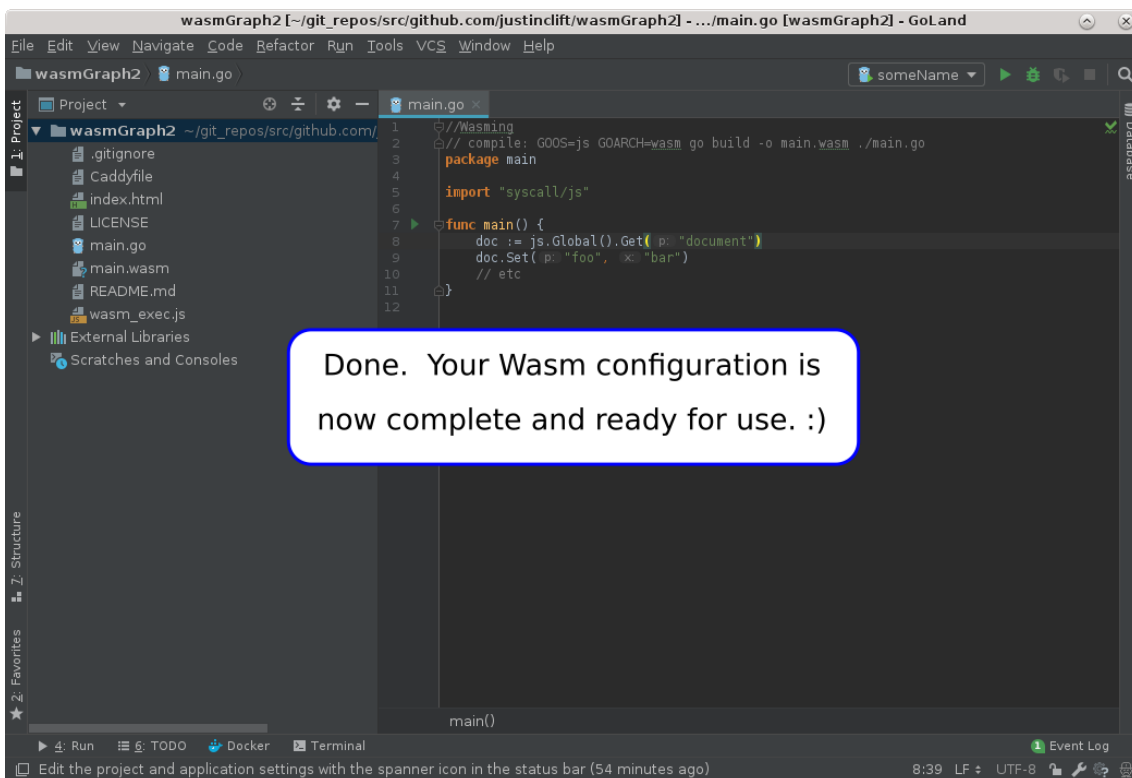 wasmGraph2 [~/git_repos/src/github.com/justinclift/wasmGraph2] - .../main.go [wasmGraph2] - GoLand
File Edit View Navigate Code Refactor Run Tools VCS Window Help
wasmGraph2 main.go someName
1: Project
Project
main.go
Database
wasmGraph2 ~/git_repos/src/github.com/
.gitignore
Caddyfile
index.html
LICENSE
main.go
main.wasm
README.md
wasm_exec.js
External Libraries
Scratches and Consoles
1 //Wasming
2 // compile: GOOS=js GOARCH=wasm go build -o main.wasm ./main.go
3 package main
4
5 import "syscall/js"
6
7 func main() {
8 doc := js.Global().Get( p: "document")
9 doc.Set( p: "foo", x: "bar")
10 // etc
11 }
12
Done. Your Wasm configuration is
now complete and ready for use. :)
7: Structure
2: Favorites
main()
4: Run 6: TODO Docker Terminal 1 Event Log
Edit the project and application settings with the spanner icon in the status bar (54 minutes ago) 8:39 LF UTF-8